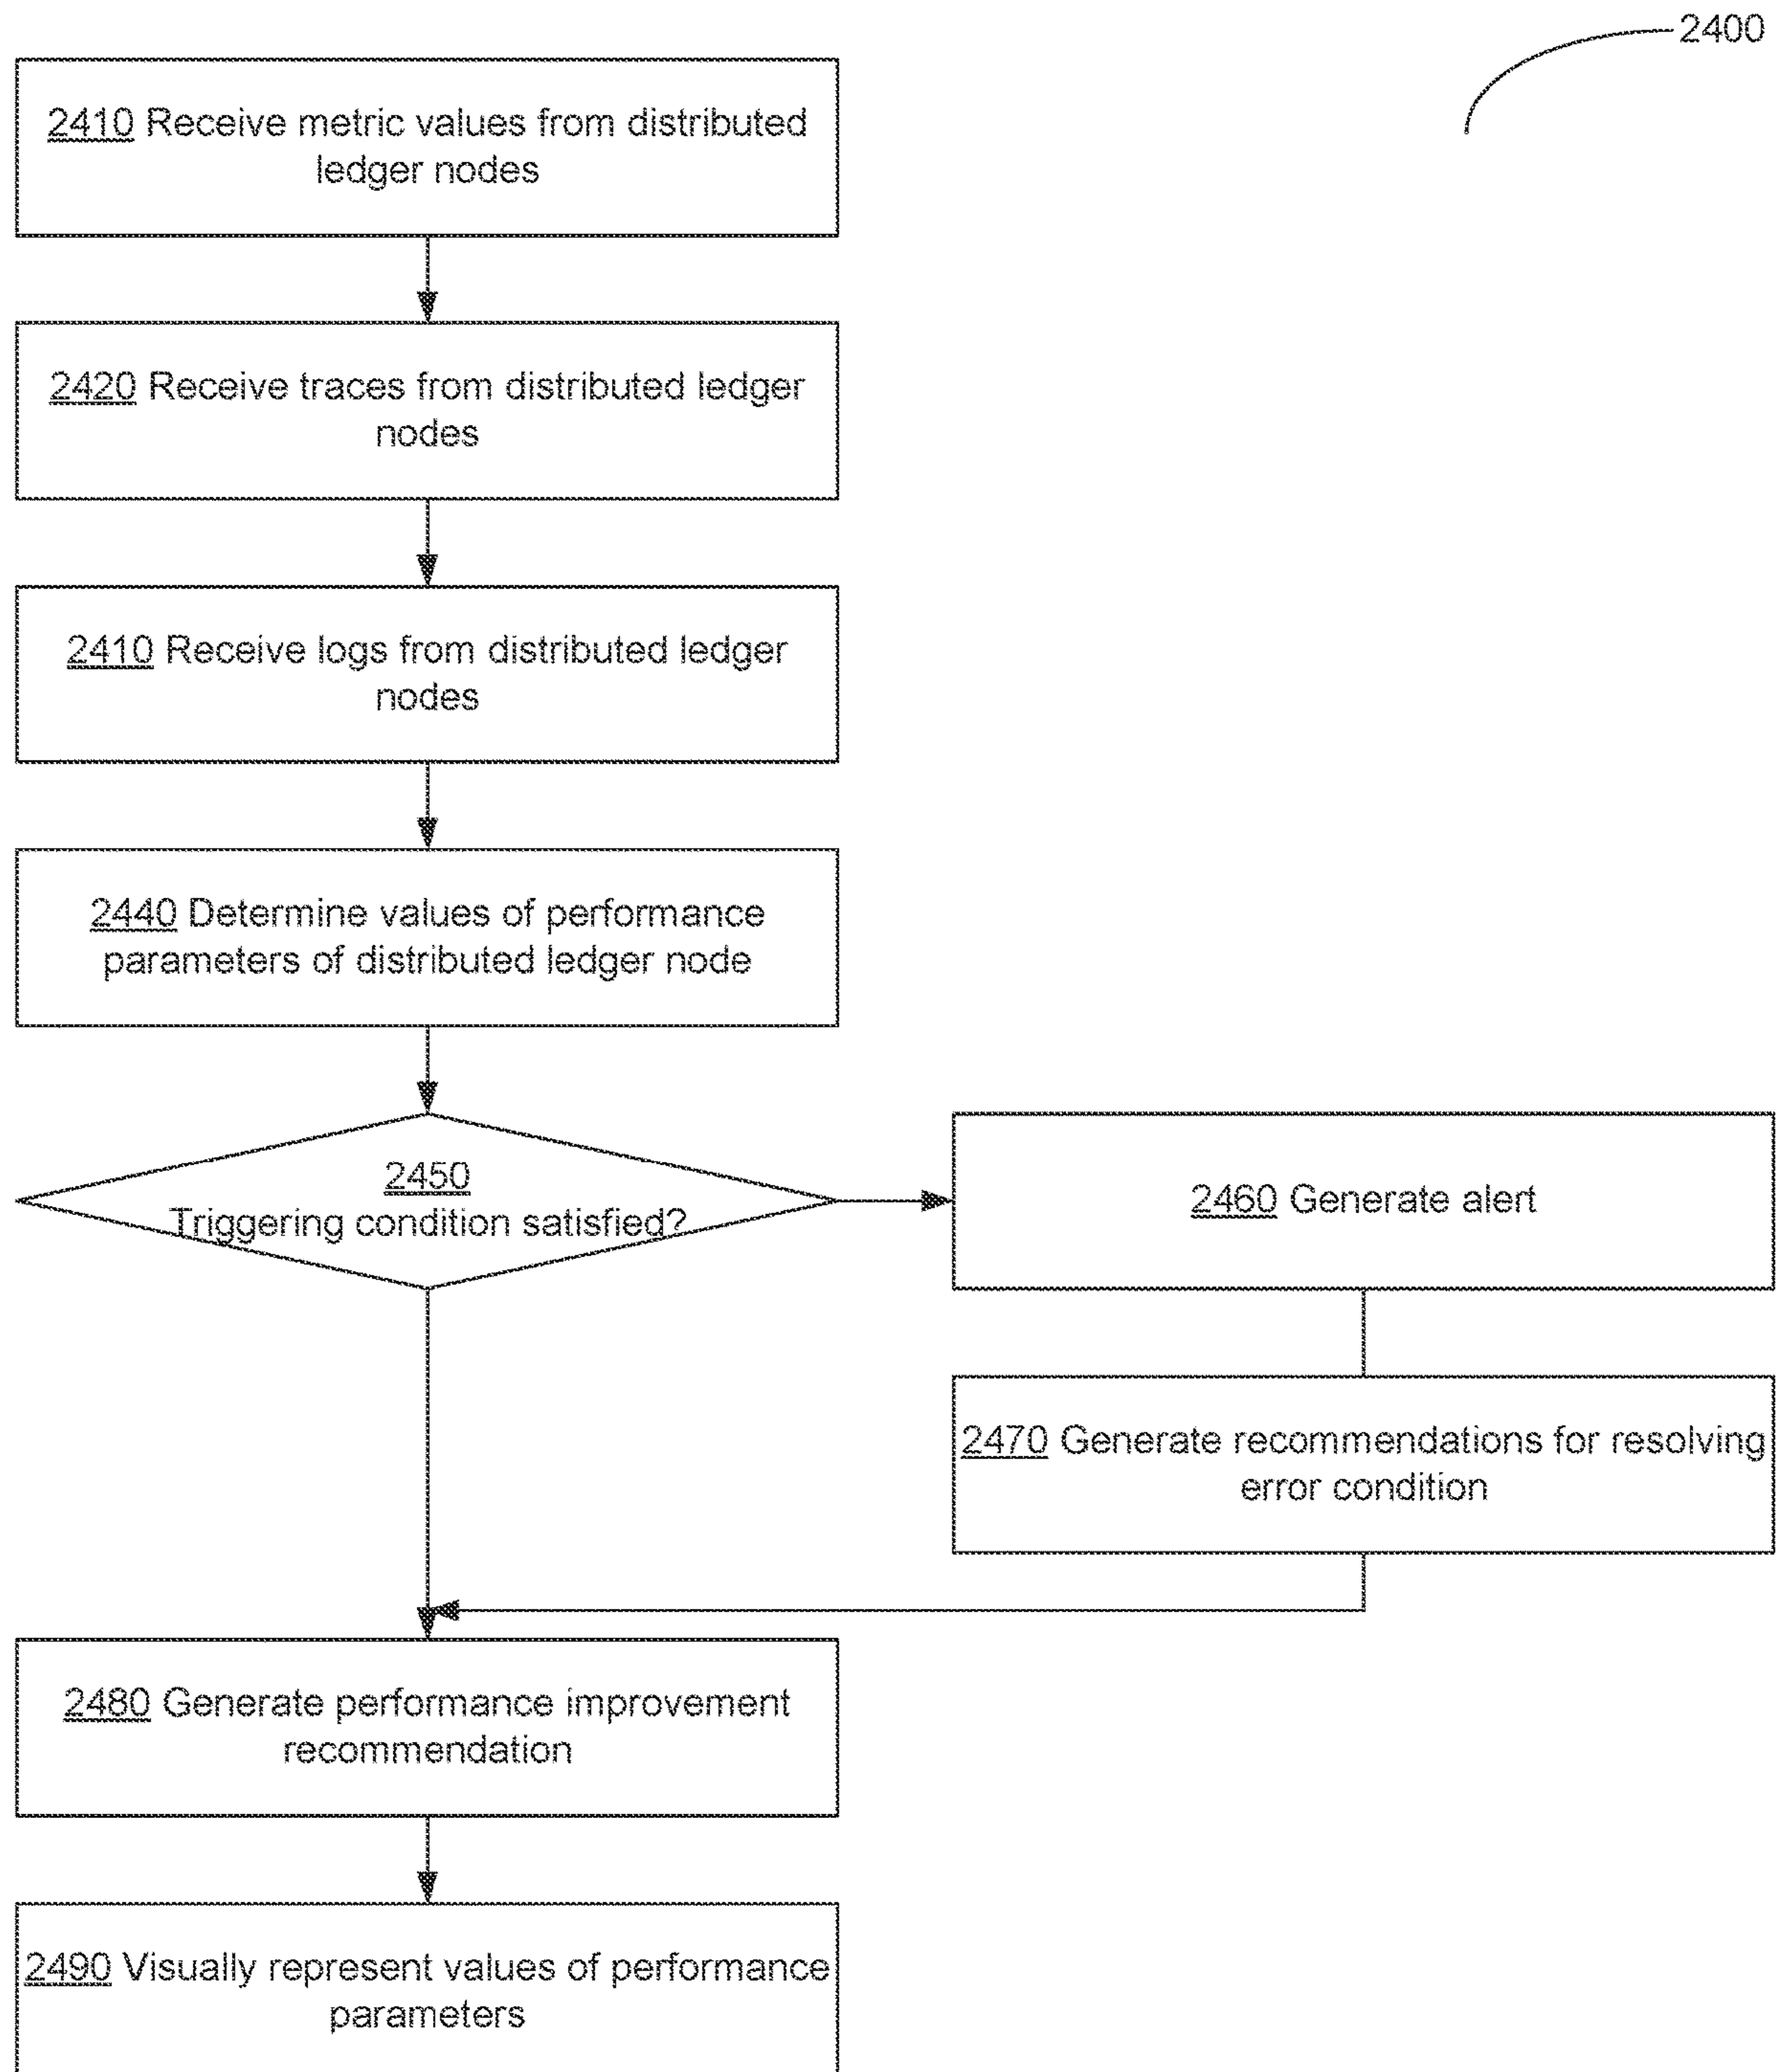 2400
2410 Receive metric values from distributed
ledger nodes
2420 Receive traces from distributed ledger
nodes
2410 Receive logs from distributed ledger
nodes
2440 Determine values of performance
parameters of distributed ledger node
2450
Triggering condition satisfied?
2460 Generate alert
2470 Generate recommendations for resolving
error condition
2480 Generate performance improvement
recommendation
2490 Visually represent values of performance
parameters